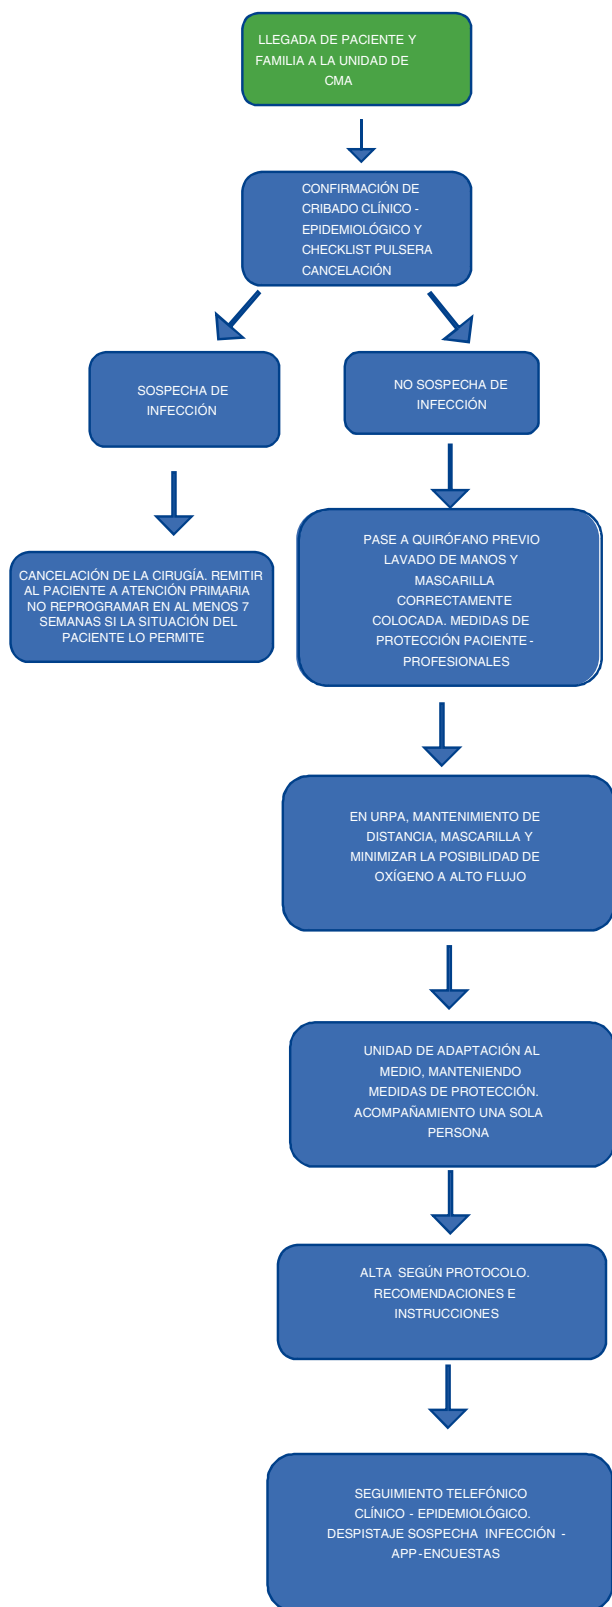 LLEGADA DE PACIENTE Y
FAMILIA A LA UNIDAD DE
CMA
CONFIRMACIÓN DE
CRIBADO CLÍNICO -
EPIDEMIOLÓGICO Y
CHECKLIST PULSERA
CANCELACIÓN
SOSPECHA DE
INFECCIÓN
NO SOSPECHA DE
INFECCIÓN
CANCELACIÓN DE LA CIRUGÍA. REMITIR
AL PACIENTE A ATENCIÓN PRIMARIA
NO REPROGRAMAR EN AL MENOS 7
SEMANAS SI LA SITUACIÓN DEL
PACIENTE LO PERMITE
PASE A QUIRÓFANO PREVIO
LAVADO DE MANOS Y
MASCARILLA
CORRECTAMENTE
COLOCADA. MEDIDAS DE
PROTECCIÓN PACIENTE -
PROFESIONALES
EN URPA, MANTENIMIENTO DE
DISTANCIA, MASCARILLA Y
MINIMIZAR LA POSIBILIDAD DE
OXÍGENO A ALTO FLUJO
UNIDAD DE ADAPTACIÓN AL
MEDIO, MANTENIENDO
MEDIDAS DE PROTECCIÓN.
ACOMPAÑAMIENTO UNA SOLA
PERSONA
ALTA SEGÚN PROTOCOLO.
RECOMENDACIONES E
INSTRUCCIONES
SEGUIMIENTO TELEFÓNICO
CLÍNICO - EPIDEMIOLÓGICO.
DESPISTAJE SOSPECHA INFECCIÓN -
APP-ENCUESTAS